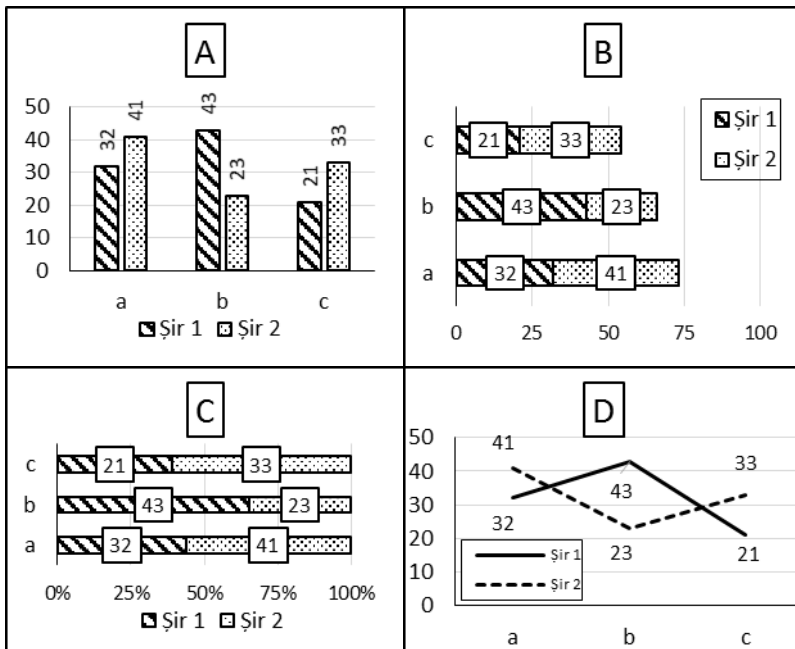 A
50
40
30
20
10
0
32
41
43
23
21
33
a b c
Șir 1 Șir 2
B
c
b
a
21 33
43 23
32 41
Șir 1
Șir 2
0 25 50 75 100
C
c 21 33
b 43 23
a 32 41
0% 25% 50% 75% 100%
Șir 1 Șir 2
D
50
40
30
20
10
0
41
32
43
23
33
21
Șir 1
Șir 2
a b c